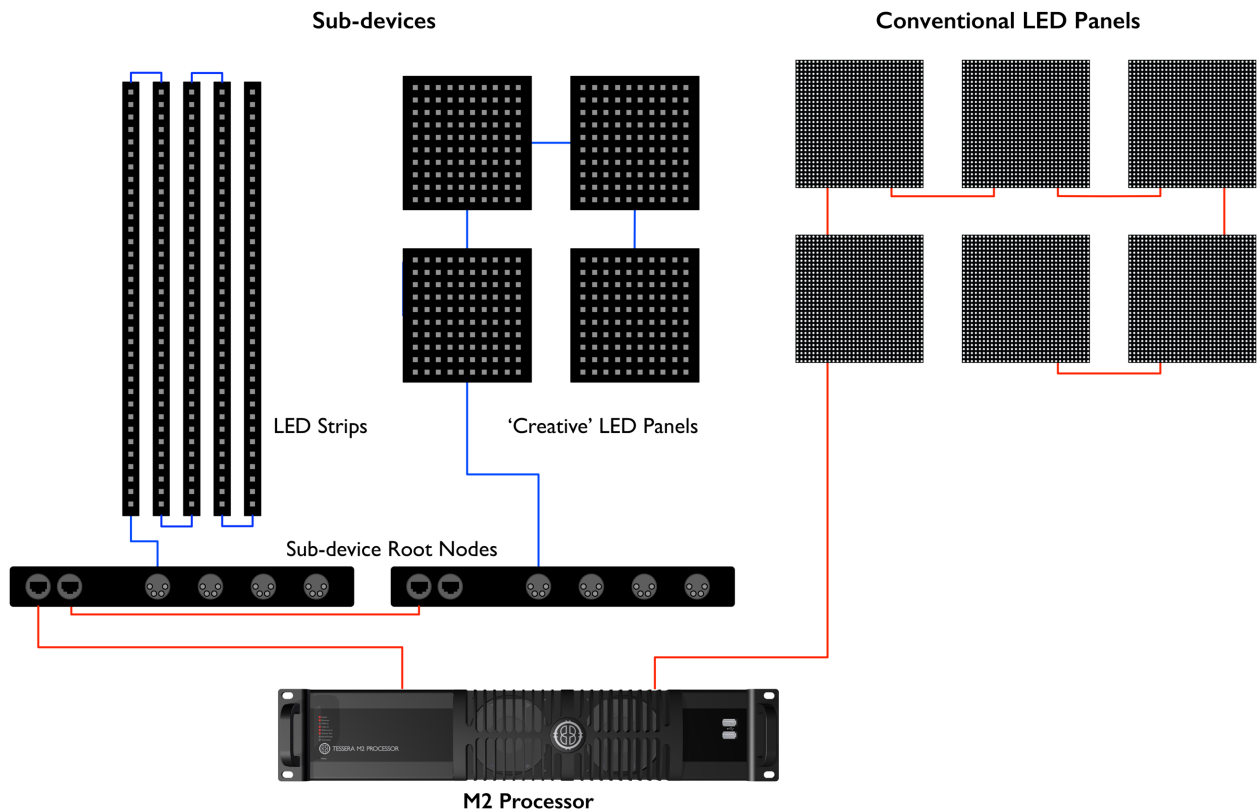 Sub-devices
Conventional LED Panels
LED Strips
‘Creative’ LED Panels
Sub-device Root Nodes
TESSERA M2 PROCESSOR
M2 Processor